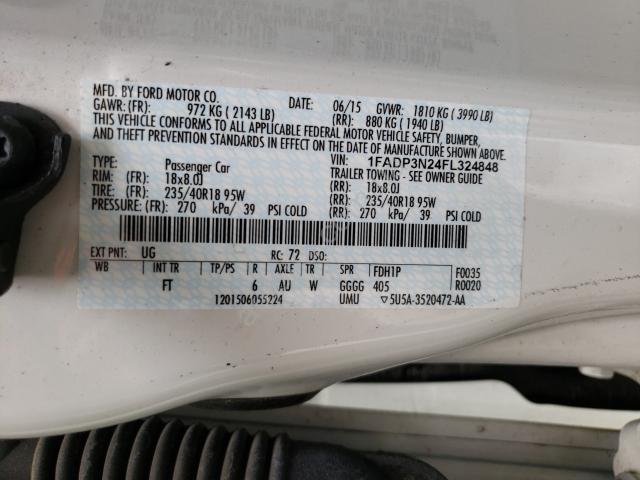 MFD. BY FORD MOTOR CO. DATE: 06/15 GVWR: 1810 KG ( 3990 LB)
GAWR: (FR): 972 KG ( 2143 LB) (RR): 880 KG ( 1940 LB)
THIS VEHICLE CONFORMS TO ALL APPLICABLE FEDERAL MOTOR VEHICLE SAFETY, BUMPER,
AND THEFT PREVENTION STANDARDS IN EFFECT ON THE DATE OF MANUFACTURE SHOWN ABOVE.
VIN: 1FADP3N24FL324848
TYPE: Passenger Car TRAILER TOWING - SEE OWNER GUIDE
RIM: (FR): 18x8.0J (RR): 18x8.0J
TIRE: (FR): 235/40R18 95W (RR): 235/40R18 95W
PRESSURE: (FR): 270 kPa/ 39 PSI COLD (RR): 270 kPa/ 39 PSI COLD
EXT PNT: UG RC: 72 DSO:
WB INT TR TP/PS R AXLE TR SPR FDH1P F0035
FT 6 AU W GGGG 405 R0020
1201506055224 UMU ▽5U5A-3520472-AA